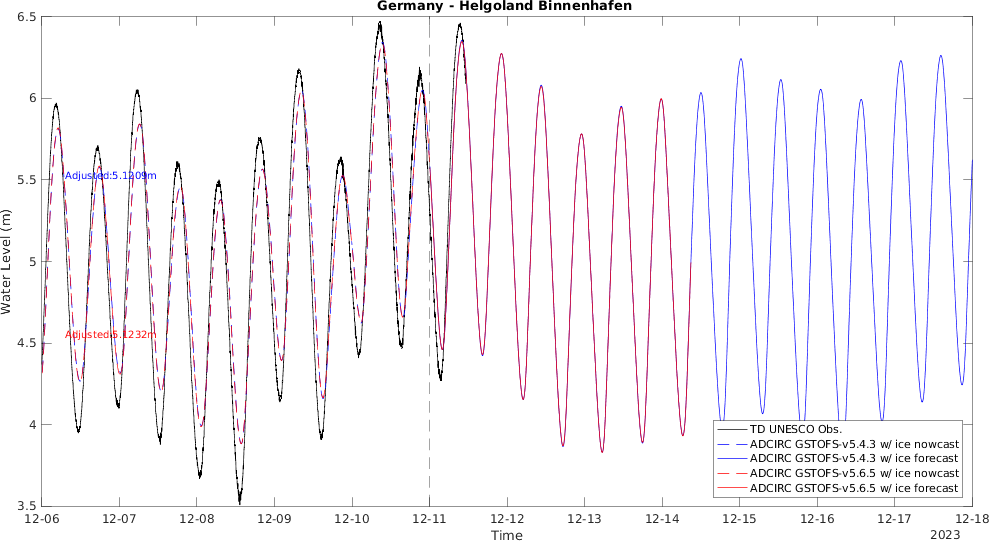 Germany - Helgoland Binnenhafen
Water Level (m)
6.5
6
5.5
5
4.5
4
3.5
Adjusted:5.1209m
Adjusted:5.1232m
TD UNESCO Obs.
ADCIRC GSTOFS-v5.4.3 w/ ice nowcast
ADCIRC GSTOFS-v5.4.3 w/ ice forecast
ADCIRC GSTOFS-v5.6.5 w/ ice nowcast
ADCIRC GSTOFS-v5.6.5 w/ ice forecast
12-06 12-07 12-08 12-09 12-10 12-11 12-12 12-13 12-14 12-15 12-16 12-17 12-18
Time
2023